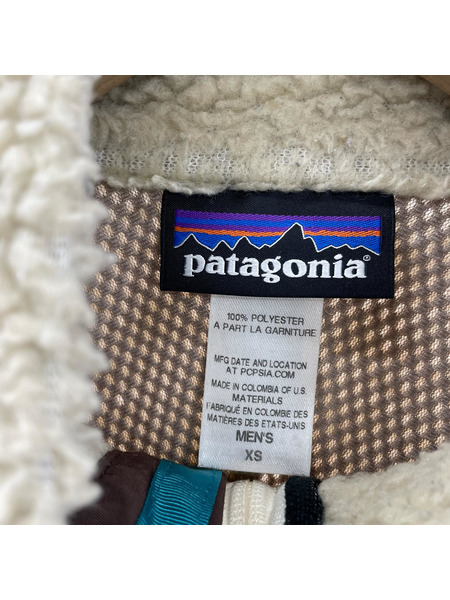 patagonia®
100% POLYESTER
A PART LA GARNITURE
MFG DATE AND LOCATION
AT PCPSIA.COM
MADE IN COLOMBIA OF U.S.
MATERIALS
FABRIQUÉ EN COLOMBIE DES
MATIÈRES DES ETATS-UNIS
MEN'S
XS